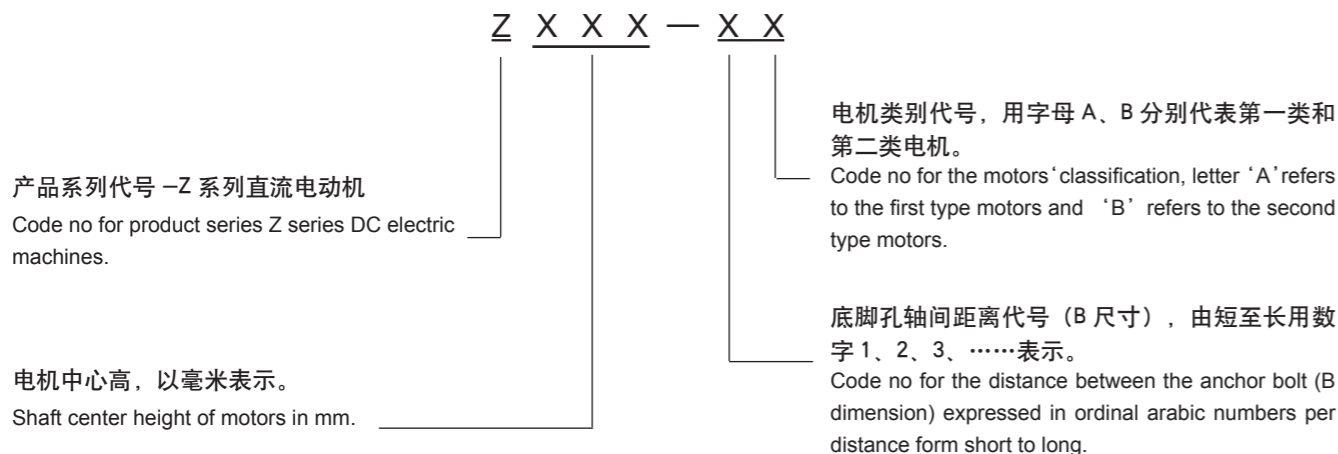 Z X X X — X X
产品系列代号 –Z 系列直流电动机
Code no for product series Z series DC electric
machines.
电机中心高，以毫米表示。
Shaft center height of motors in mm.
电机类别代号，用字母 A、B 分别代表第一类和
第二类电机。
Code no for the motors‘classification, letter ‘A’refers
to the first type motors and ‘B’ refers to the second
type motors.
底脚孔轴间距离代号（B 尺寸），由短至长用数
字 1、2、3、……表示。
Code no for the distance between the anchor bolt (B
dimension) expressed in ordinal arabic numbers per
distance form short to long.